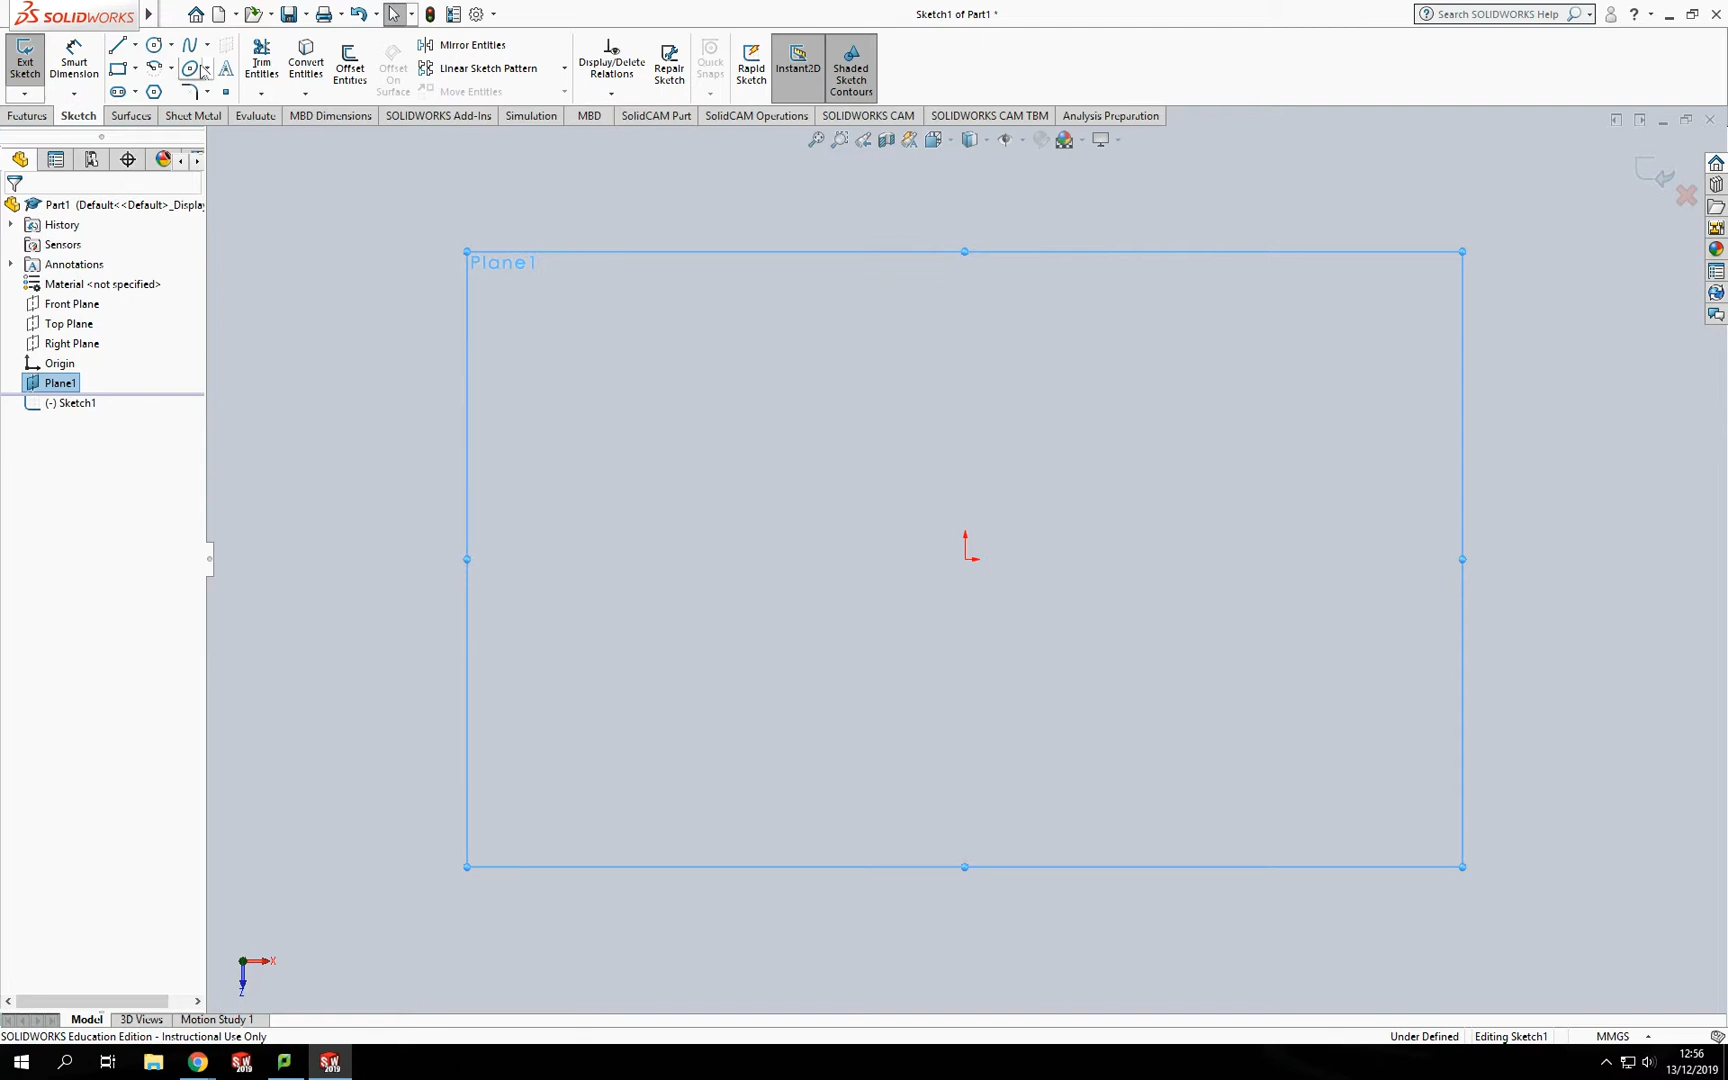 SOLIDWORKS
Sketch1 of Part1 *
Search SOLIDWORKS Help
Exit Sketch
Smart Dimension
Trim Entities
Convert Entities
Offset Entities
Offset On Surface
Mirror Entities
Linear Sketch Pattern
Move Entities
Display/Delete Relations
Repair Sketch
Quick Snaps
Rapid Sketch
Instant2D
Shaded Sketch Contours
Features
Sketch
Surfaces
Sheet Metal
Evaluate
MBD Dimensions
SOLIDWORKS Add-Ins
Simulation
MBD
SolidCAM Part
SolidCAM Operations
SOLIDWORKS CAM
SOLIDWORKS CAM TBM
Analysis Preparation
Part1 (Default<<Default>_Displa
History
Sensors
Annotations
Material <not specified>
Front Plane
Top Plane
Right Plane
Origin
Plane1
(-) Sketch1
Plane1
X
Z
Model
3D Views
Motion Study 1
SOLIDWORKS Education Edition - Instructional Use Only
Under Defined
Editing Sketch1
MMGS
SW 2019
SW 2019
12:56
13/12/2019